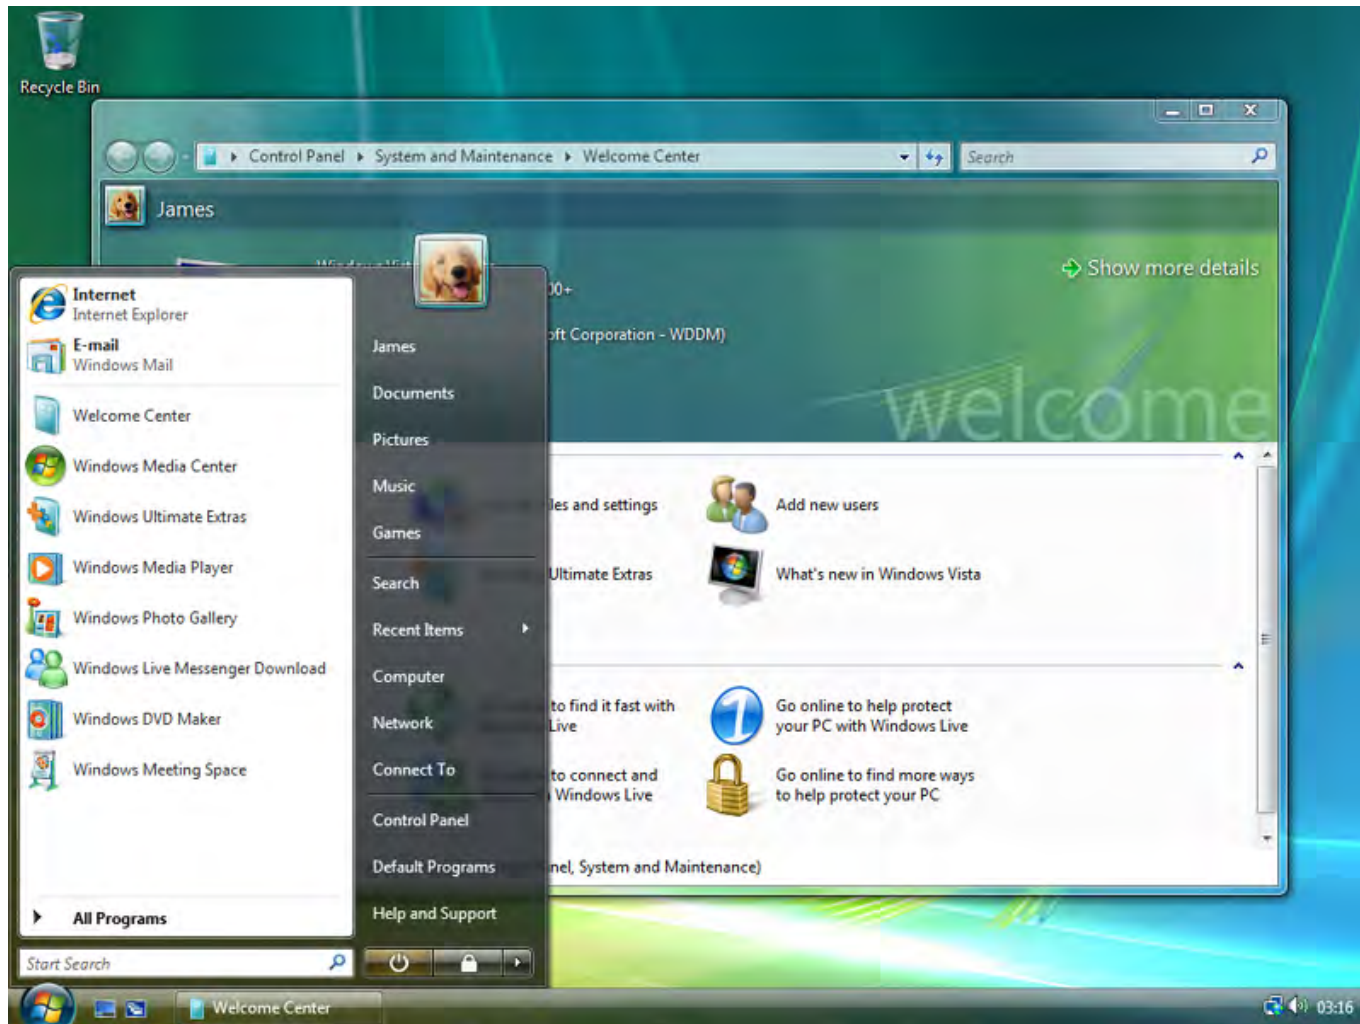 Recycle Bin
Control Panel
System and Maintenance
Welcome Center
Search
James
Show more details
00+
oft Corporation - WDDM)
welcome
Internet
Internet Explorer
E-mail
Windows Mail
Welcome Center
Windows Media Center
Windows Ultimate Extras
Windows Media Player
Windows Photo Gallery
Windows Live Messenger Download
Windows DVD Maker
Windows Meeting Space
All Programs
Start Search
James
Documents
Pictures
Music
Games
Search
Recent Items
Computer
Network
Connect To
Control Panel
Default Programs
Help and Support
les and settings
Add new users
Ultimate Extras
What's new in Windows Vista
to find it fast with
Live
Go online to help protect
your PC with Windows Live
to connect and
Windows Live
Go online to find more ways
to help protect your PC
nel, System and Maintenance)
Welcome Center
03:16